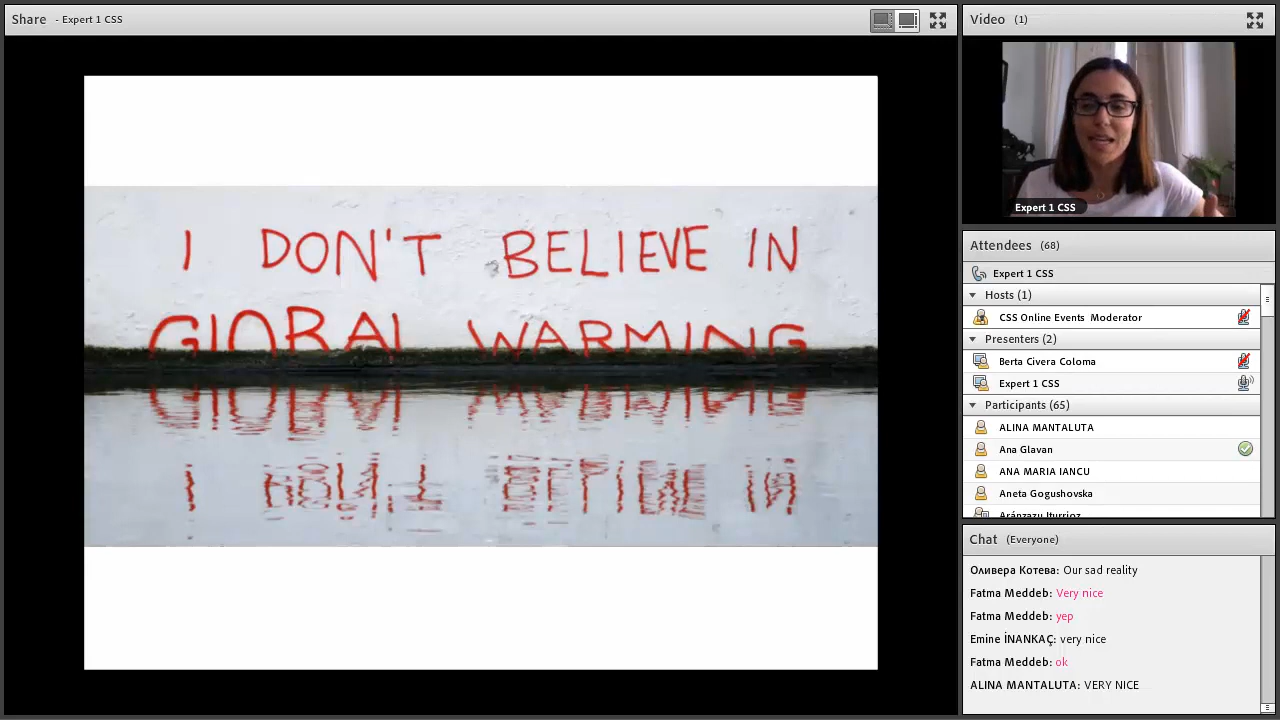 Share - Expert 1 CSS
I DON'T BELIEVE IN
GLOBAL WARMING
Video (1)
Expert 1 CSS
Attendees (68)
Expert 1 CSS
Hosts (1)
CSS Online Events Moderator
Presenters (2)
Berta Civera Coloma
Expert 1 CSS
Participants (65)
ALINA MANTALUTA
Ana Glavan
ANA MARIA IANCU
Aneta Gogushovska
Aránzazu Iturrioz
Chat (Everyone)
Оливера Котева: Our sad reality
Fatma Meddeb: Very nice
Fatma Meddeb: yep
Emine İNANKAÇ: very nice
Fatma Meddeb: ok
ALINA MANTALUTA: VERY NICE